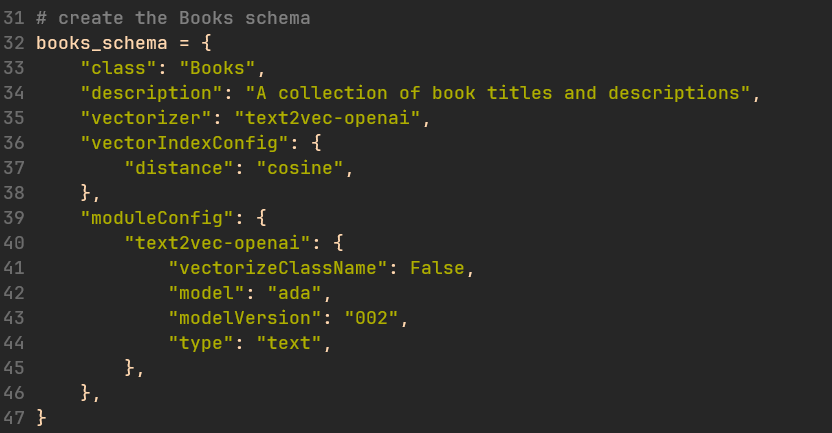 31 # create the Books schema
32 books_schema = {
33     "class": "Books",
34     "description": "A collection of book titles and descriptions",
35     "vectorizer": "text2vec-openai",
36     "vectorIndexConfig": {
37         "distance": "cosine",
38     },
39     "moduleConfig": {
40         "text2vec-openai": {
41             "vectorizeClassName": False,
42             "model": "ada",
43             "modelVersion": "002",
44             "type": "text",
45         },
46     },
47 }